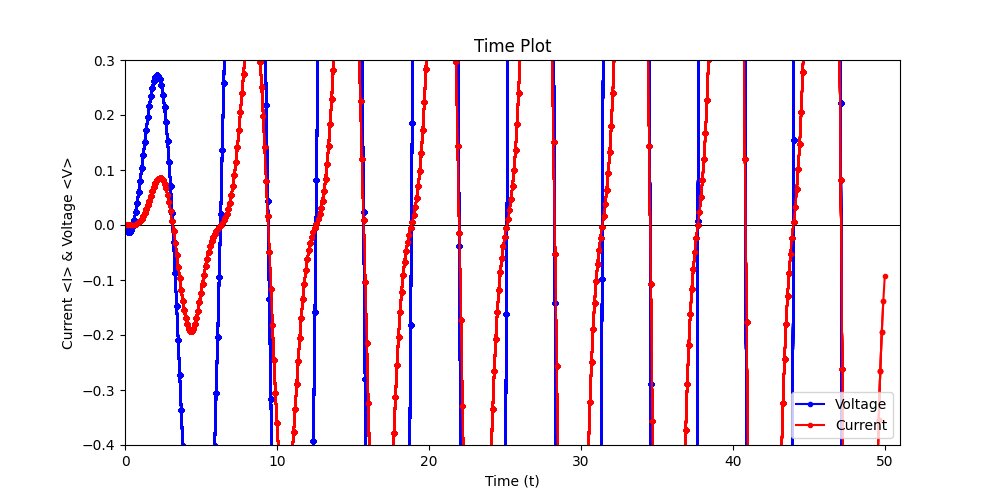 Time Plot
Current <I> & Voltage <V>
0.3
0.2
0.1
0.0
−0.1
−0.2
−0.3
−0.4
Voltage
Current
0 10 20 30 40 50
Time (t)